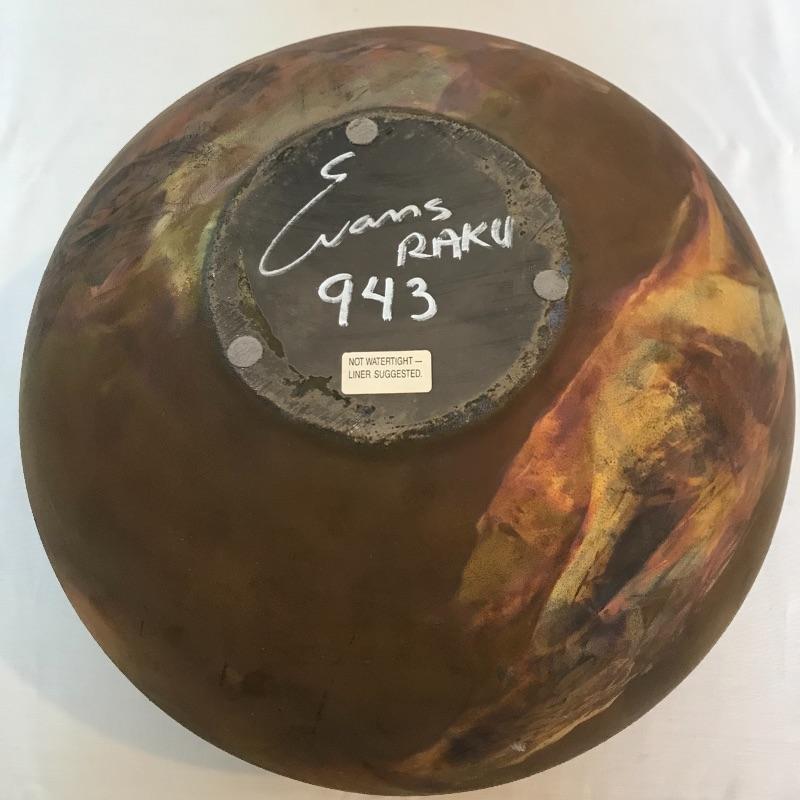 Evans
RAKU
943
NOT WATERTIGHT —
LINER SUGGESTED.